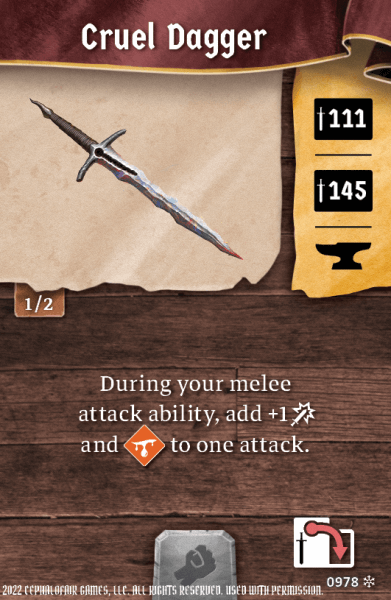 Cruel Dagger
111
145
1/2
During your melee
attack ability, add +1
and to one attack.
0978
2022 CEPHALOFAIR GAMES, LLC. ALL RIGHTS RESERVED. USED WITH PERMISSION.